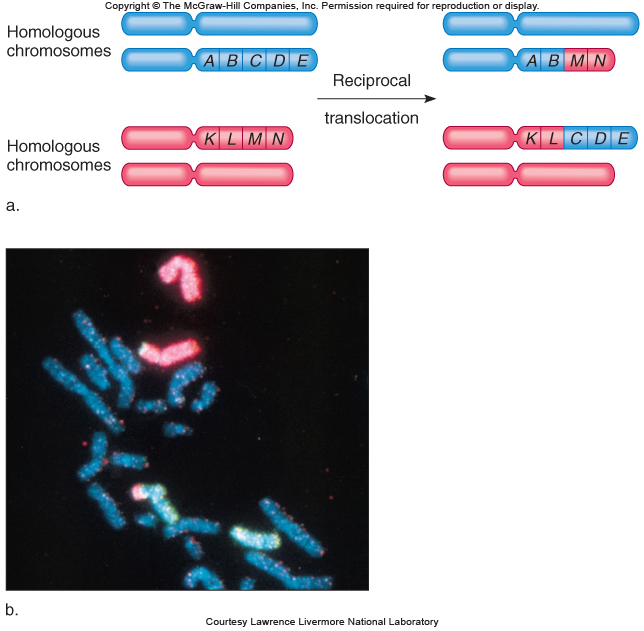 Copyright © The McGraw-Hill Companies, Inc. Permission required for reproduction or display.
Homologous
chromosomes
A B C D E
Reciprocal
translocation
A B M N
Homologous
chromosomes
K L M N
K L C D E
a.
b.
Courtesy Lawrence Livermore National Laboratory